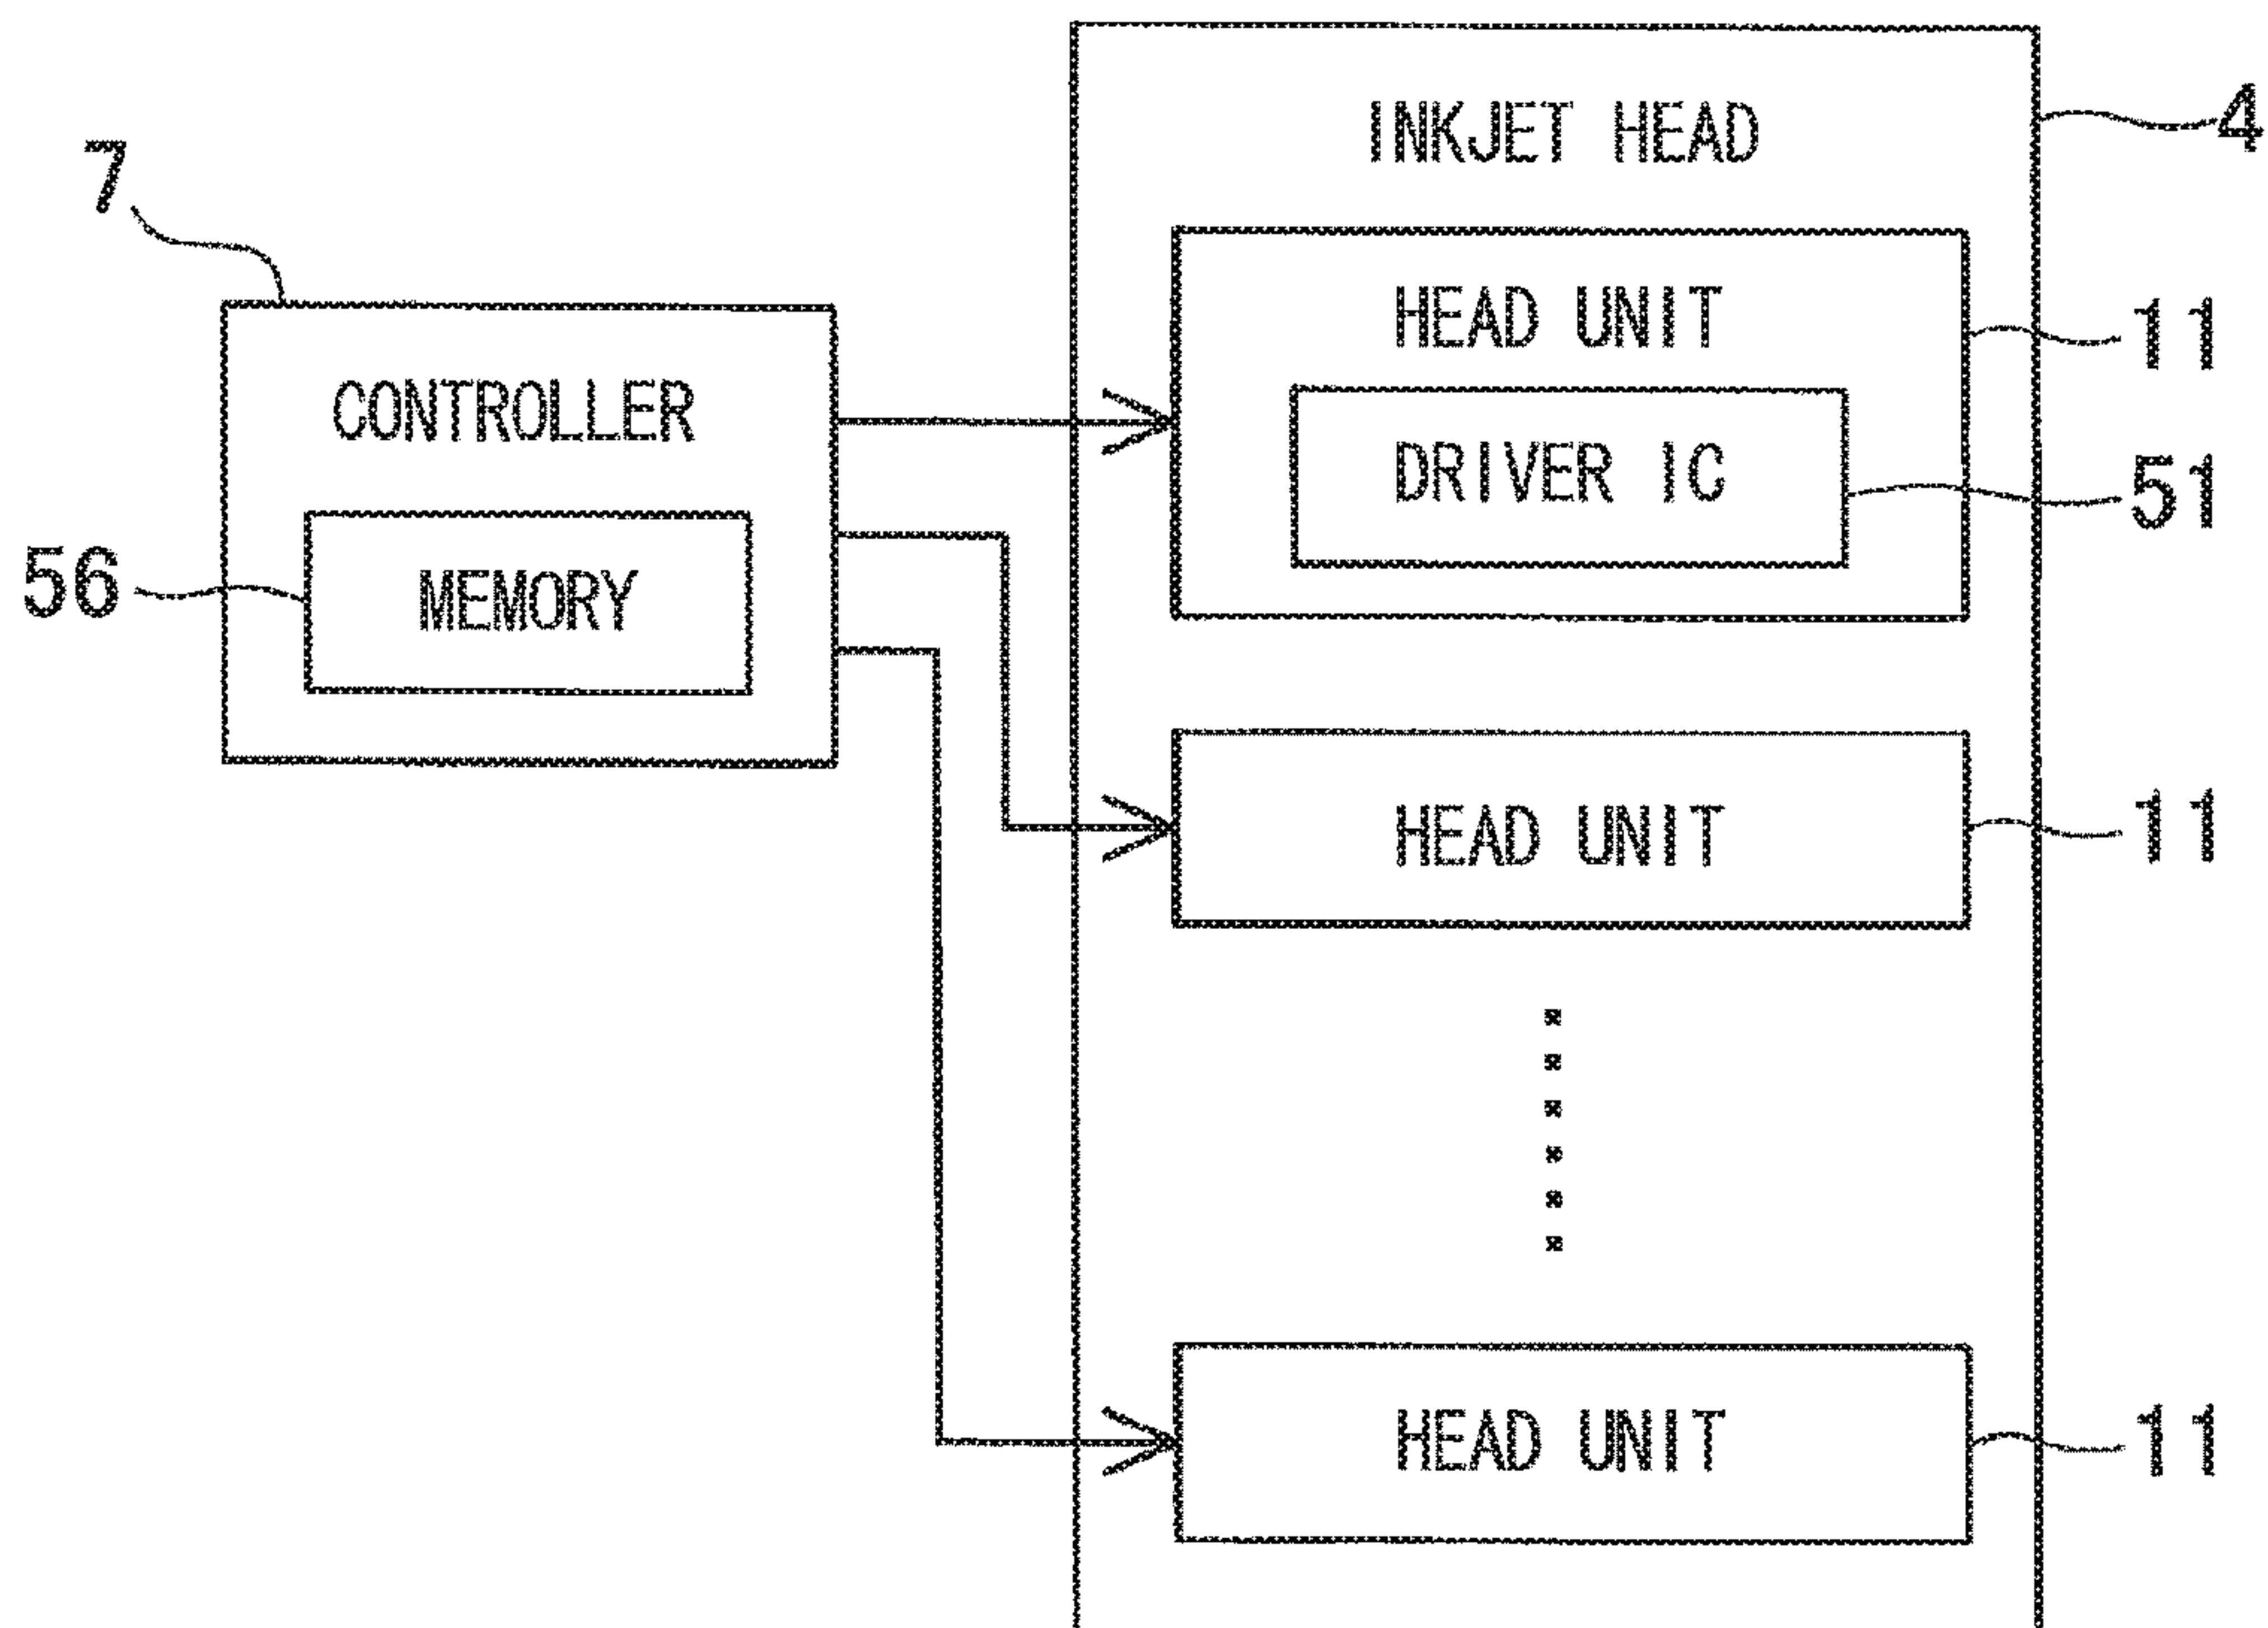 INKJET HEAD
4
7
HEAD UNIT
11
CONTROLLER
DRIVER IC
51
56
MEMORY
HEAD UNIT
11
HEAD UNIT
11